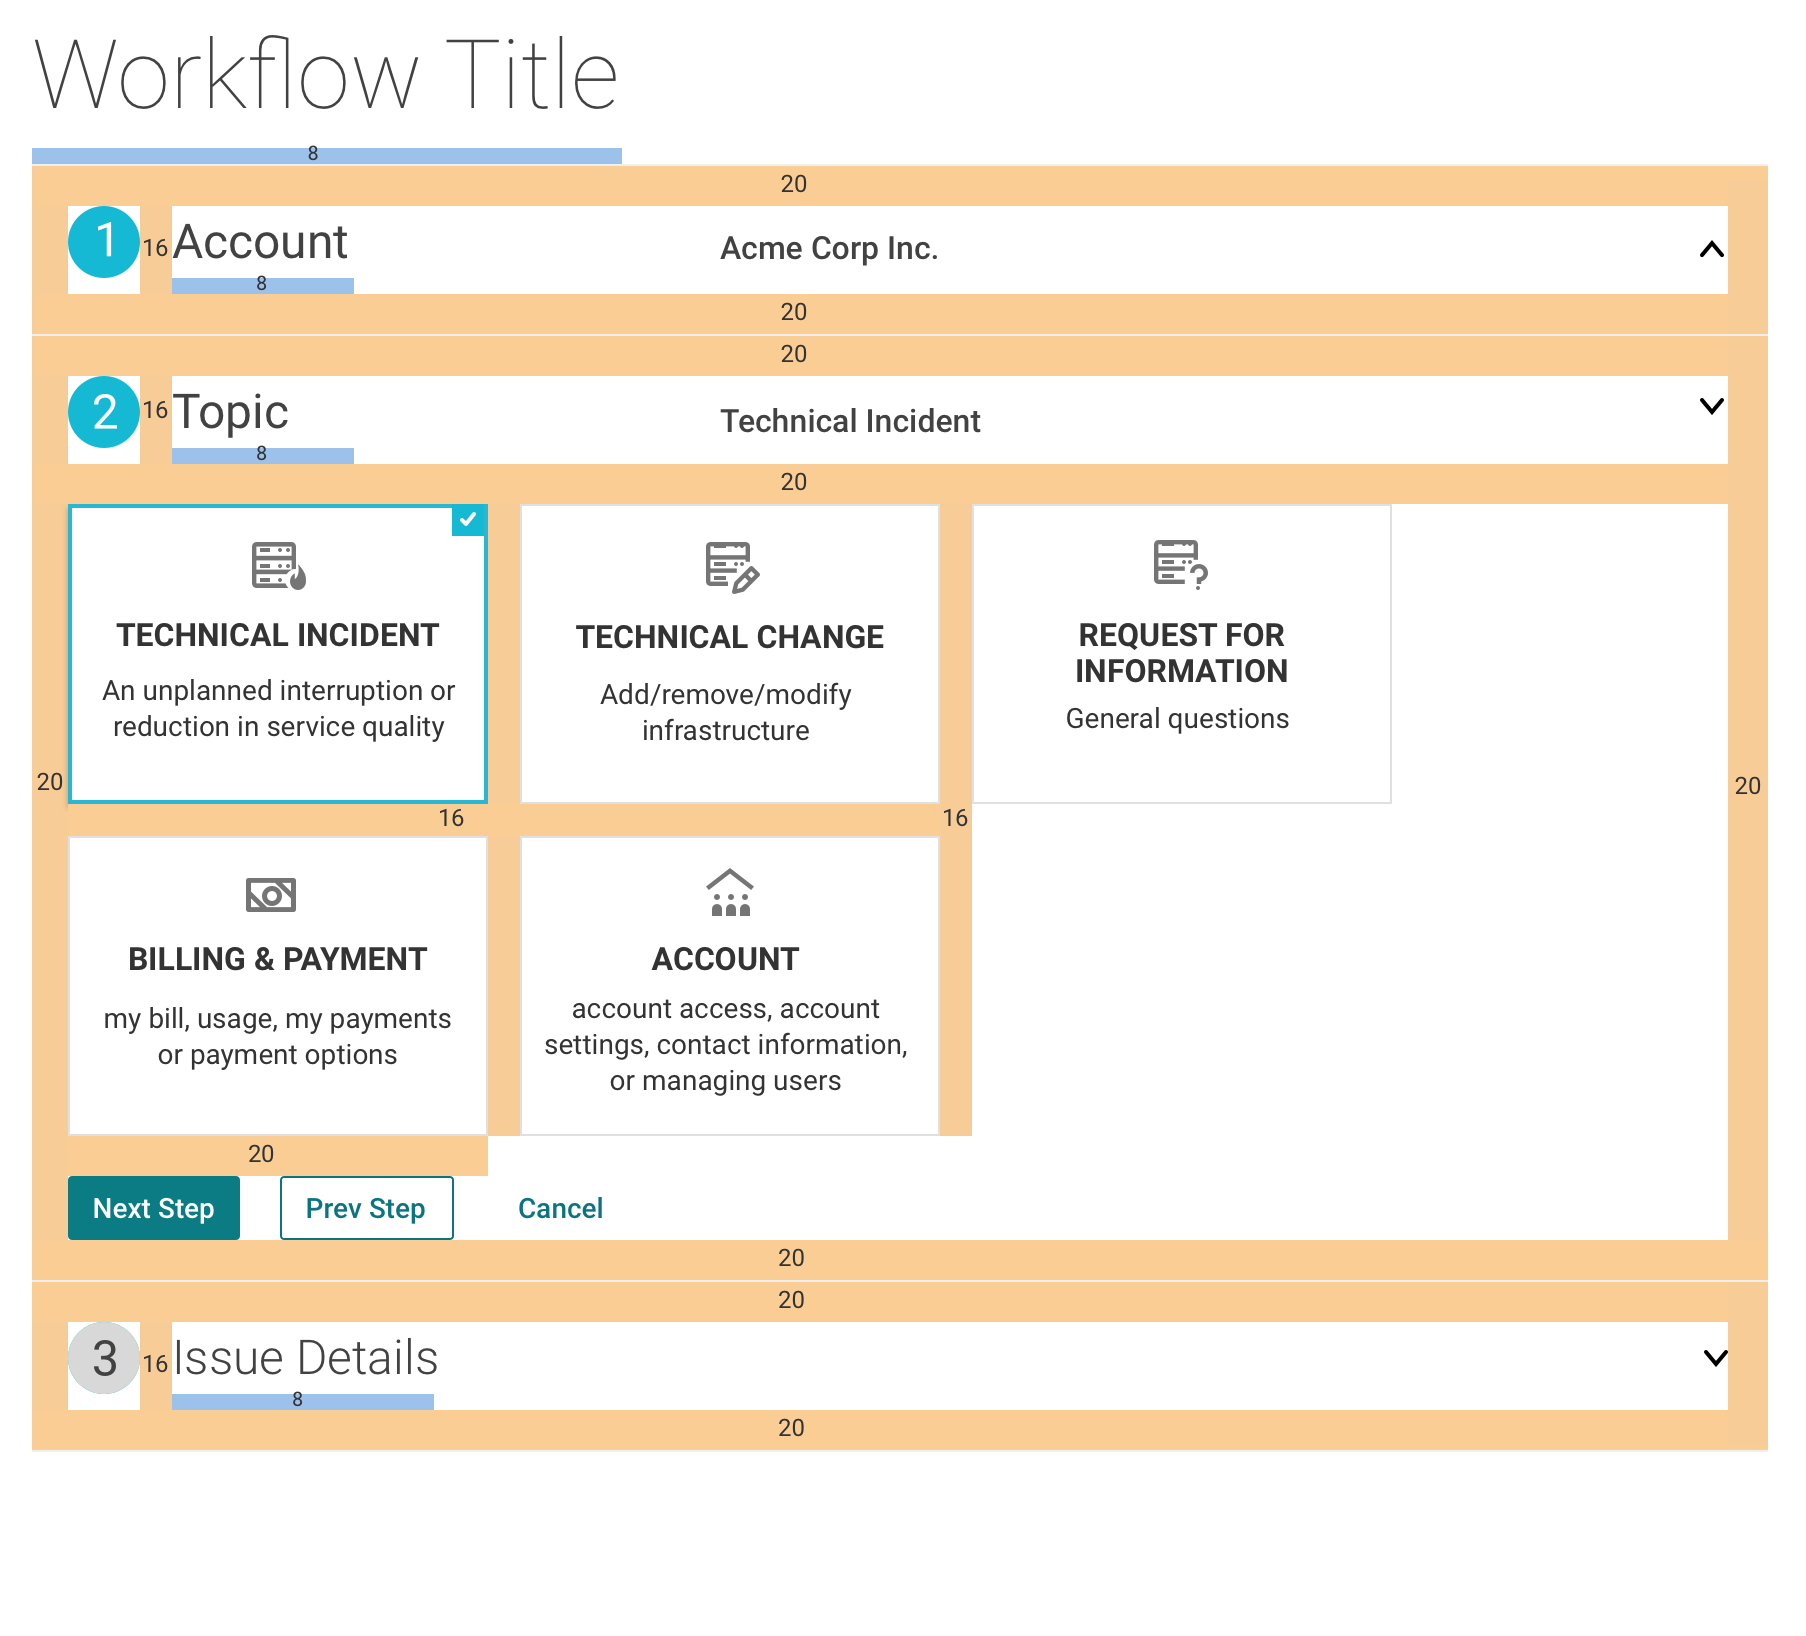 Workflow Title
8
20
1 16 Account Acme Corp Inc.
8
20
20
2 16 Topic Technical Incident
8
20
TECHNICAL INCIDENT
An unplanned interruption or
reduction in service quality
TECHNICAL CHANGE
Add/remove/modify
infrastructure
REQUEST FOR
INFORMATION
General questions
20
20
16
16
BILLING & PAYMENT
my bill, usage, my payments
or payment options
ACCOUNT
account access, account
settings, contact information,
or managing users
20
Next Step Prev Step Cancel
20
20
3 16 Issue Details
8
20